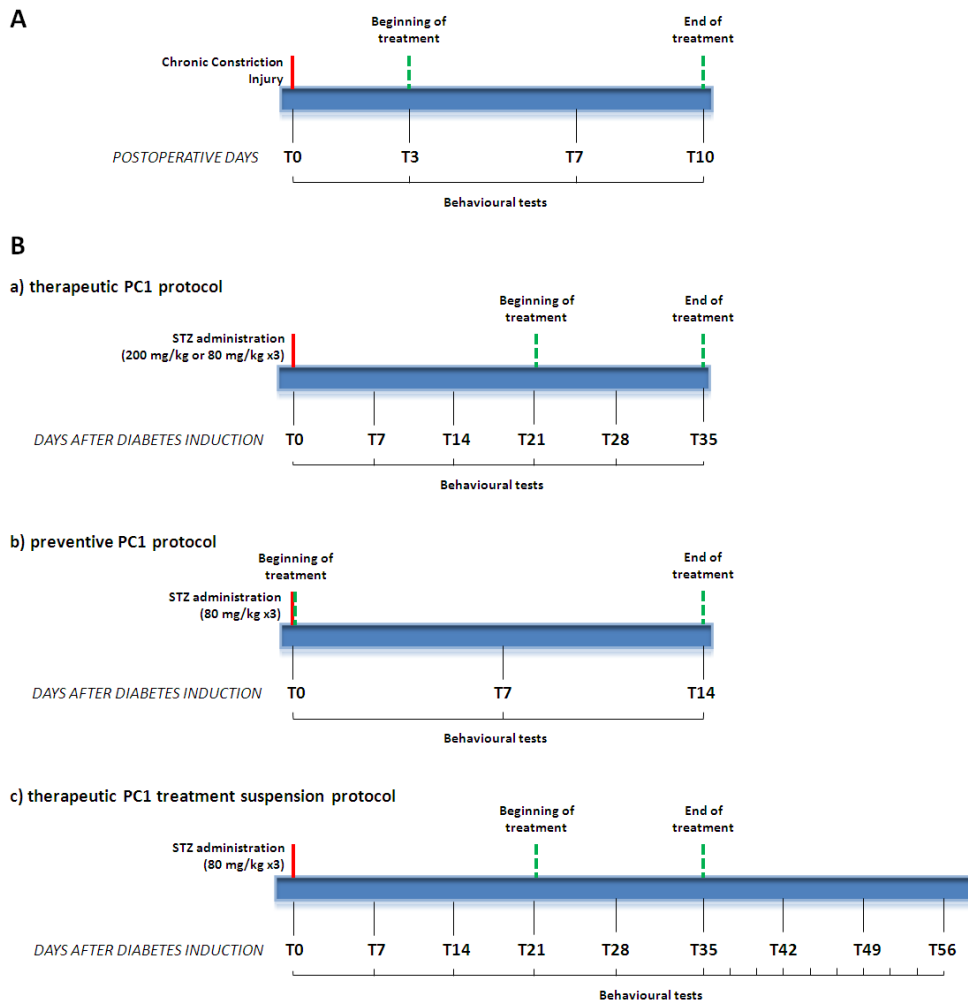 A
Beginning of
treatment
End of
treatment
Chronic Constriction
Injury
POSTOPERATIVE DAYS
T0
T3
T7
T10
Behavioural tests
B
a) therapeutic PC1 protocol
Beginning of
treatment
End of
treatment
STZ administration
(200 mg/kg or 80 mg/kg x3)
DAYS AFTER DIABETES INDUCTION
T0
T7
T14
T21
T28
T35
Behavioural tests
b) preventive PC1 protocol
Beginning of
treatment
End of
treatment
STZ administration
(80 mg/kg x3)
DAYS AFTER DIABETES INDUCTION
T0
T7
T14
Behavioural tests
c) therapeutic PC1 treatment suspension protocol
Beginning of
treatment
End of
treatment
STZ administration
(80 mg/kg x3)
DAYS AFTER DIABETES INDUCTION
T0
T7
T14
T21
T28
T35
T42
T49
T56
Behavioural tests